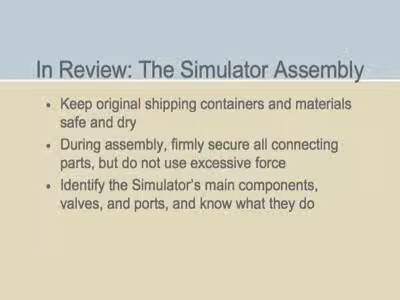 In Review: The Simulator Assembly
• Keep original shipping containers and materials
safe and dry
• During assembly, firmly secure all connecting
parts, but do not use excessive force
• Identify the Simulator's main components,
valves, and ports, and know what they do